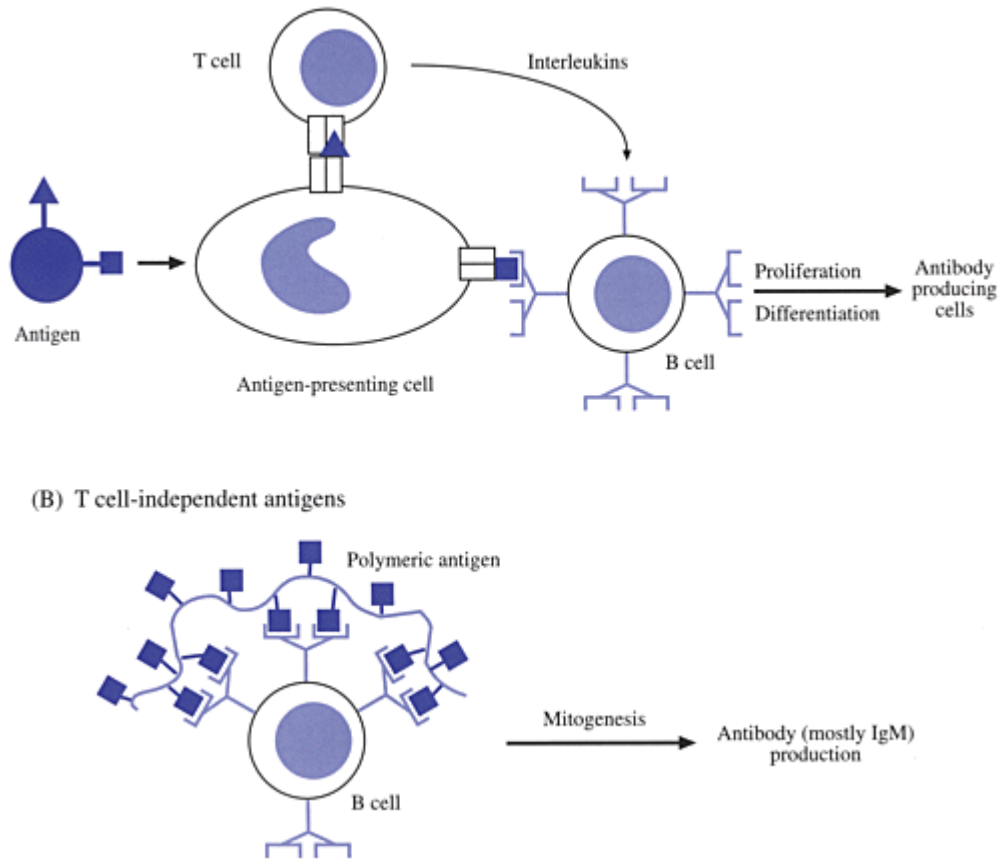 T cell
Interleukins
Antigen
Antigen-presenting cell
B cell
Proliferation
Differentiation
Antibody
producing
cells
(B) T cell-independent antigens
Polymeric antigen
B cell
Mitogenesis
Antibody (mostly IgM)
production